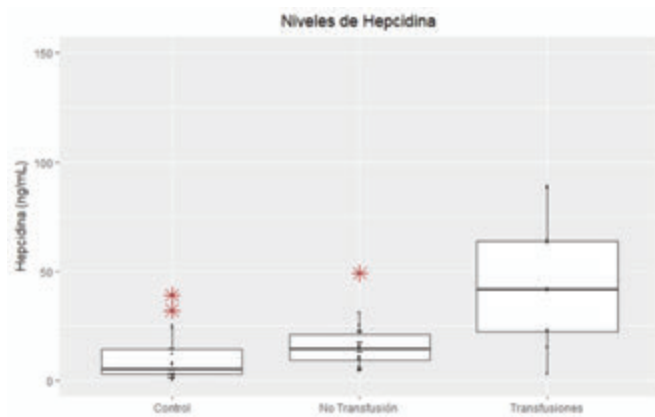 Niveles de Hepcidina
150
100
50
0
Hepcidina (ng/mL)
Control
No Transfusión
Transfusiones